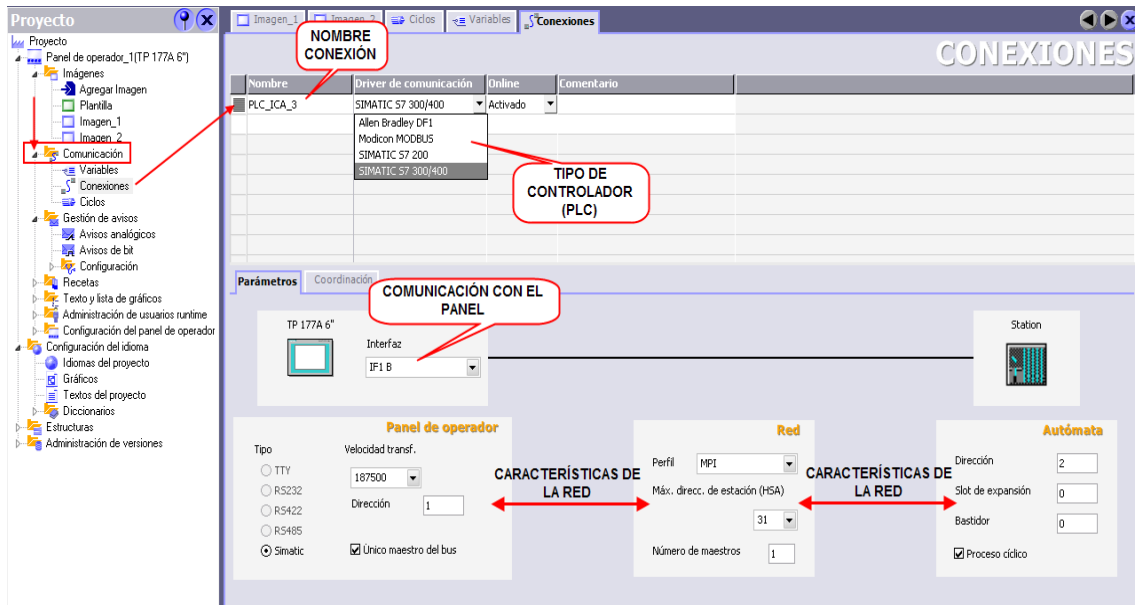 Proyecto
Imagen_1 Imagen_2 Ciclos Variables Conexiones
CONEXIONES
Proyecto
Panel de operador_1(TP 177A 6")
Imágenes
Agregar Imagen
Plantilla
Imagen_1
Imagen_2
Comunicación
Variables
Conexiones
Ciclos
Gestión de avisos
Avisos analógicos
Avisos de bit
Configuración
Recetas
Texto y lista de gráficos
Administración de usuarios runtime
Configuración del panel de operador
Configuración del idioma
Idiomas del proyecto
Gráficos
Textos del proyecto
Diccionarios
Estructuras
Administración de versiones
NOMBRE
CONEXIÓN
Nombre Driver de comunicación Online Comentario
PLC_ICA_3 SIMATIC S7 300/400 Activado
Allen Bradley DF1
Modicon MODBUS
SIMATIC S7 200
SIMATIC S7 300/400
TIPO DE
CONTROLADOR
(PLC)
Parámetros Coordinación
COMUNICACIÓN CON EL
PANEL
TP 177A 6"
Interfaz
IF1 B
Station
Panel de operador
Tipo
TTY
RS232
RS422
RS485
Simatic
Velocidad transf.
187500
Dirección 1
Único maestro del bus
CARACTERÍSTICAS DE
LA RED
Red
Perfil MPI
Máx. direcc. de estación (HSA)
31
Número de maestros 1
CARACTERÍSTICAS DE
LA RED
Autómata
Dirección 2
Slot de expansión 0
Bastidor 0
Proceso cíclico